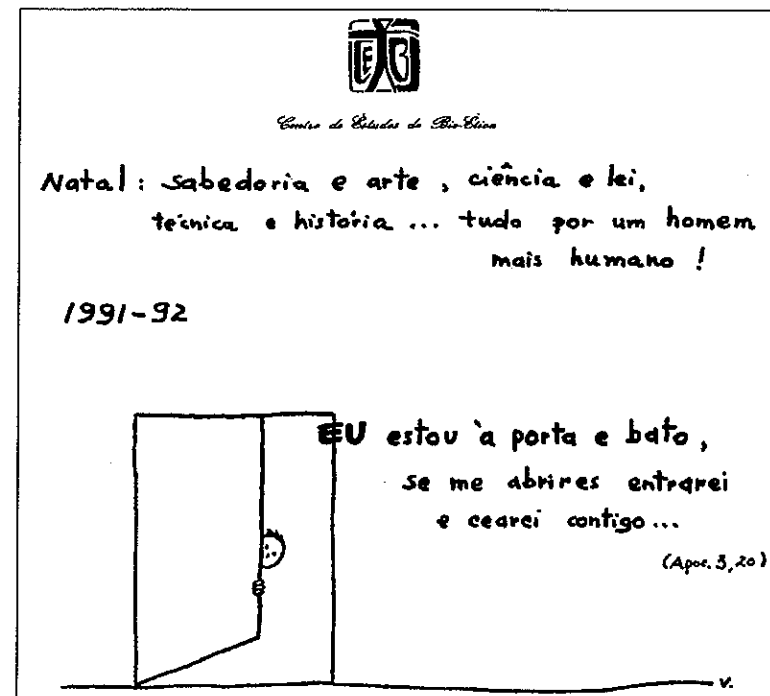 CEB
Centro de Estudos de Bio-Ética
Natal: sabedoria e arte, ciência e lei,
técnica e história... tudo por um homem
mais humano!
1991-92
EU estou à porta e bato,
se me abrires entrarei
e cearei contigo...
(Apoc. 3,20)
v.